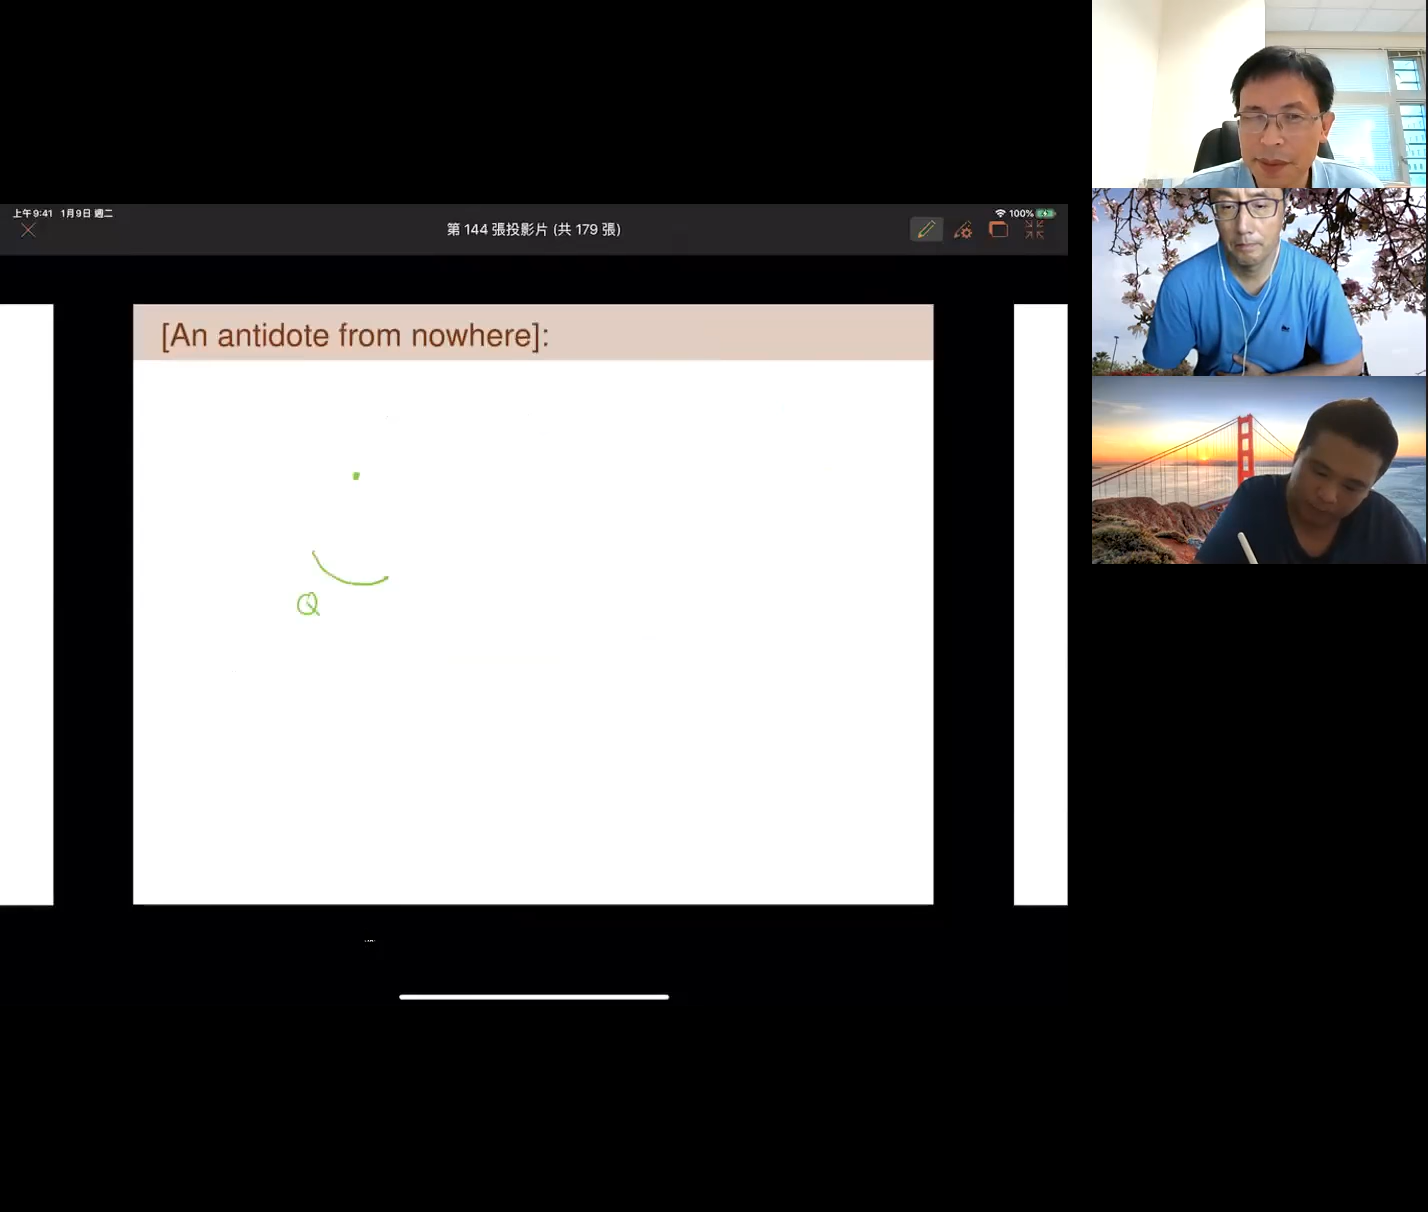 上午9:41 1月9日 週二
100%
第 144 張投影片 (共 179 張)
[An antidote from nowhere]:
Q